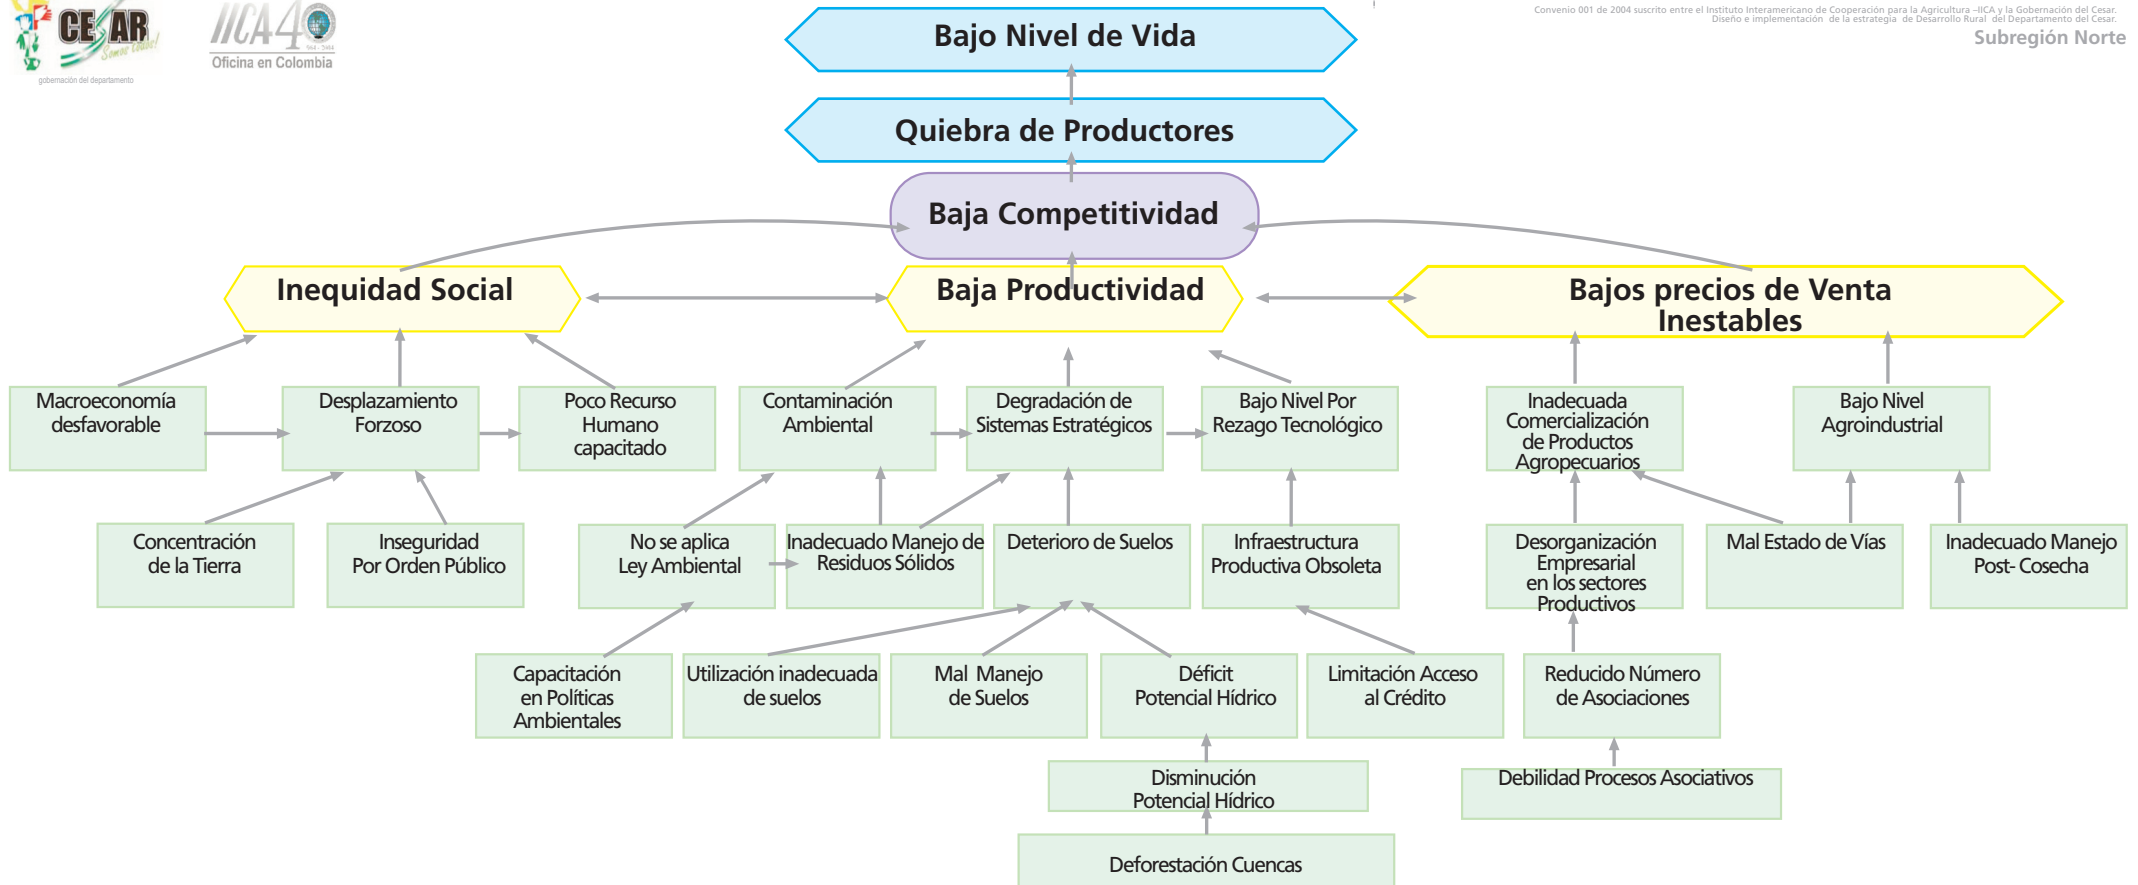 CESAR
Somos todos!
gobernación del departamento
IICA40
1964 - 2004
Oficina en Colombia
Convenio 001 de 2004 suscrito entre el Instituto Interamericano de Cooperación para la Agricultura –IICA y la Gobernación del Cesar.
Diseño e implementación de la estrategia de Desarrollo Rural del Departamento del Cesar.
Subregión Norte
Bajo Nivel de Vida
Quiebra de Productores
Baja Competitividad
Inequidad Social
Baja Productividad
Bajos precios de Venta
Inestables
Macroeconomía
desfavorable
Desplazamiento
Forzoso
Poco Recurso
Humano
capacitado
Contaminación
Ambiental
Degradación de
Sistemas Estratégicos
Bajo Nivel Por
Rezago Tecnológico
Inadecuada
Comercialización
de Productos
Agropecuarios
Bajo Nivel
Agroindustrial
Concentración
de la Tierra
Inseguridad
Por Orden Público
No se aplica
Ley Ambiental
Inadecuado Manejo de
Residuos Sólidos
Deterioro de Suelos
Infraestructura
Productiva Obsoleta
Desorganización
Empresarial
en los sectores
Productivos
Mal Estado de Vías
Inadecuado Manejo
Post- Cosecha
Capacitación
en Políticas
Ambientales
Utilización inadecuada
de suelos
Mal Manejo
de Suelos
Déficit
Potencial Hídrico
Limitación Acceso
al Crédito
Reducido Número
de Asociaciones
Disminución
Potencial Hídrico
Debilidad Procesos Asociativos
Deforestación Cuencas